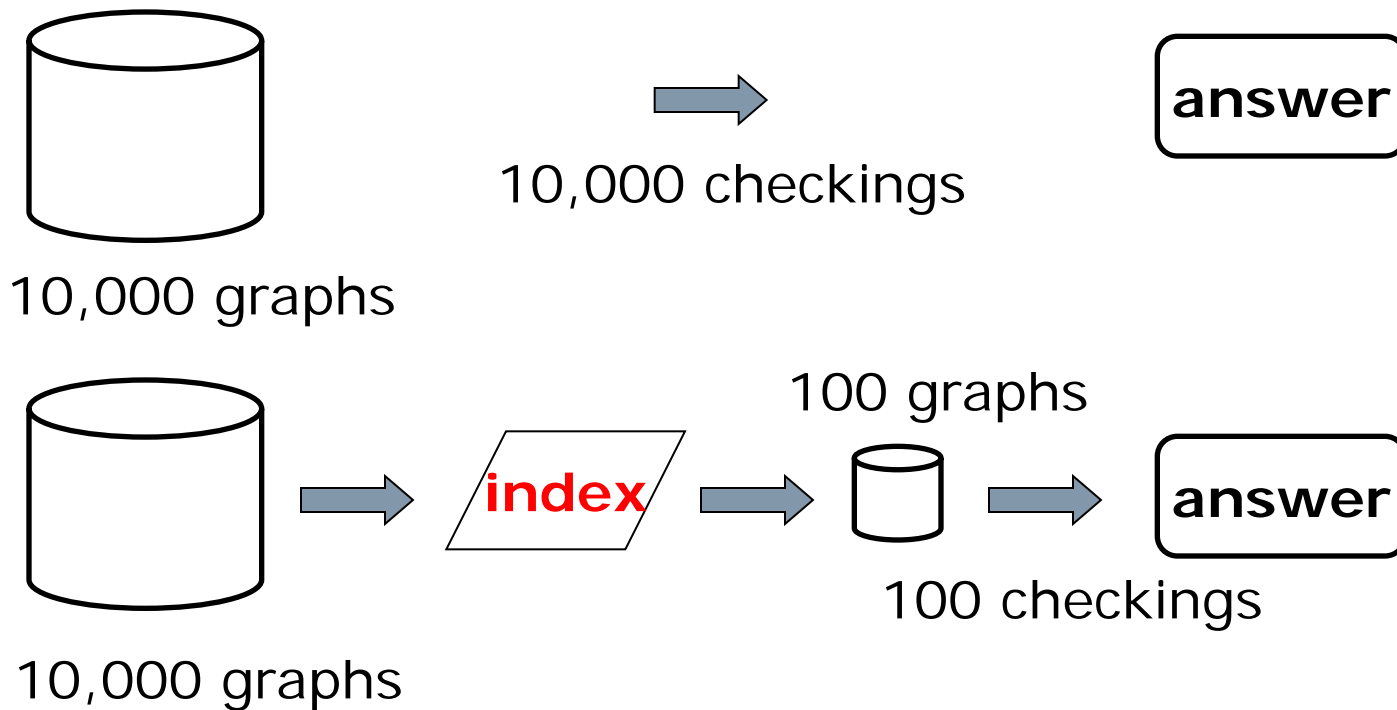 answer
10,000 checkings
10,000 graphs
100 graphs
index
answer
100 checkings
10,000 graphs